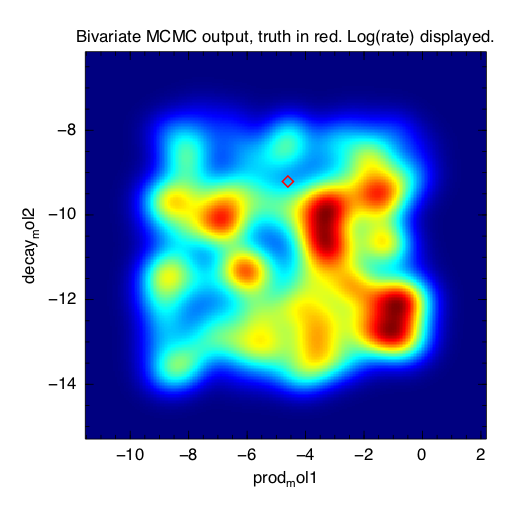 Bivariate MCMC output, truth in red. Log(rate) displayed.
−8
−10
−12
−14
decay_mol2
−10 −8 −6 −4 −2 0 2
prod_mol1